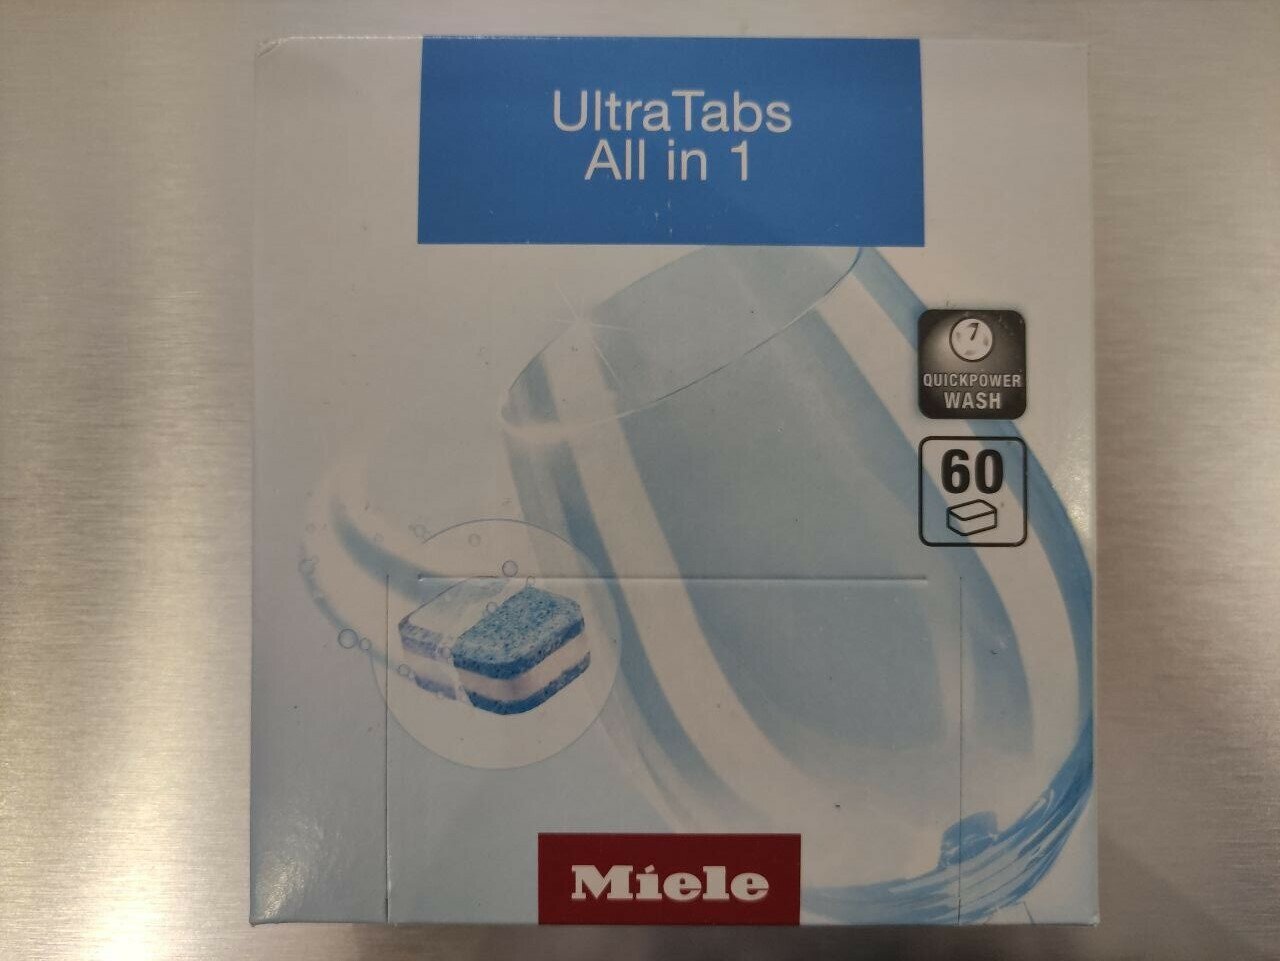 UltraTabs
All in 1
7
QUICKPOWER
WASH
60
Miele